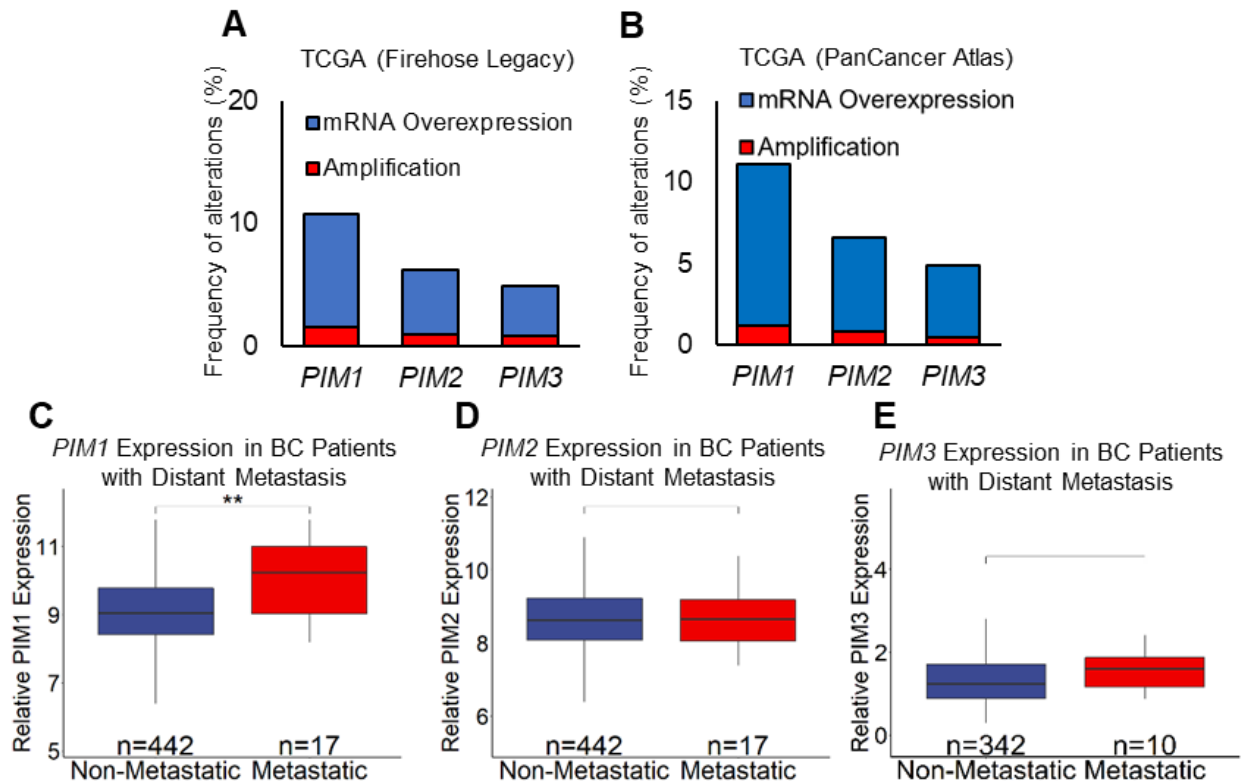 A
TCGA (Firehose Legacy)
Frequency of alterations (%)
20
10
0
mRNA Overexpression
Amplification
PIM1 PIM2 PIM3
B
TCGA (PanCancer Atlas)
Frequency of alterations (%)
15
10
5
0
mRNA Overexpression
Amplification
PIM1 PIM2 PIM3
C
PIM1 Expression in BC Patients
with Distant Metastasis
Relative PIM1 Expression
**
11
9
7
5
n=442 n=17
Non-Metastatic Metastatic
D
PIM2 Expression in BC Patients
with Distant Metastasis
Relative PIM2 Expression
12
10
8
6
n=442 n=17
Non-Metastatic Metastatic
E
PIM3 Expression in BC Patients
with Distant Metastasis
Relative PIM3 Expression
4
2
0
n=342 n=10
Non-Metastatic Metastatic